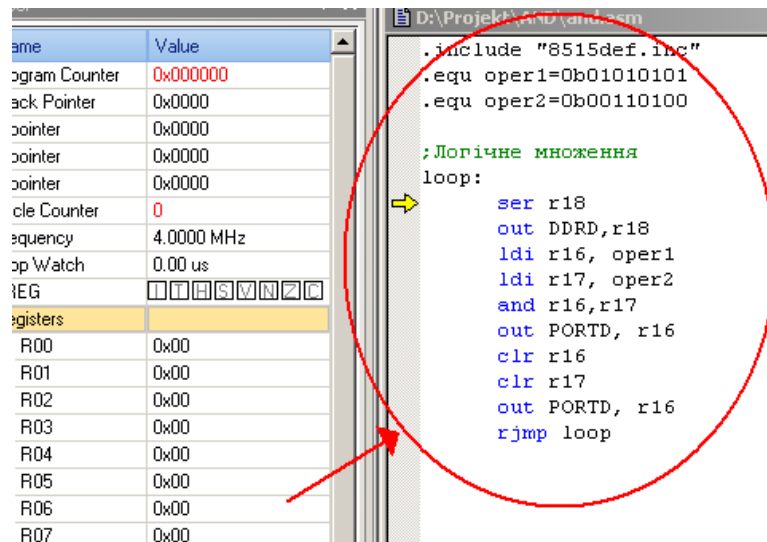 ame Value
ogram Counter 0x000000
ack Pointer 0x0000
pointer 0x0000
pointer 0x0000
pointer 0x0000
cle Counter 0
equency 4.0000 MHz
op Watch 0.00 us
REG I T H S V N Z C
egisters
R00 0x00
R01 0x00
R02 0x00
R03 0x00
R04 0x00
R05 0x00
R06 0x00
R07 0x00
D:\Projekt\AND\and.asm
.include "8515def.inc"
.equ oper1=0b01010101
.equ oper2=0b00110100
;Логічне множення
loop:
ser r18
out DDRD,r18
ldi r16, oper1
ldi r17, oper2
and r16,r17
out PORTD, r16
clr r16
clr r17
out PORTD, r16
rjmp loop